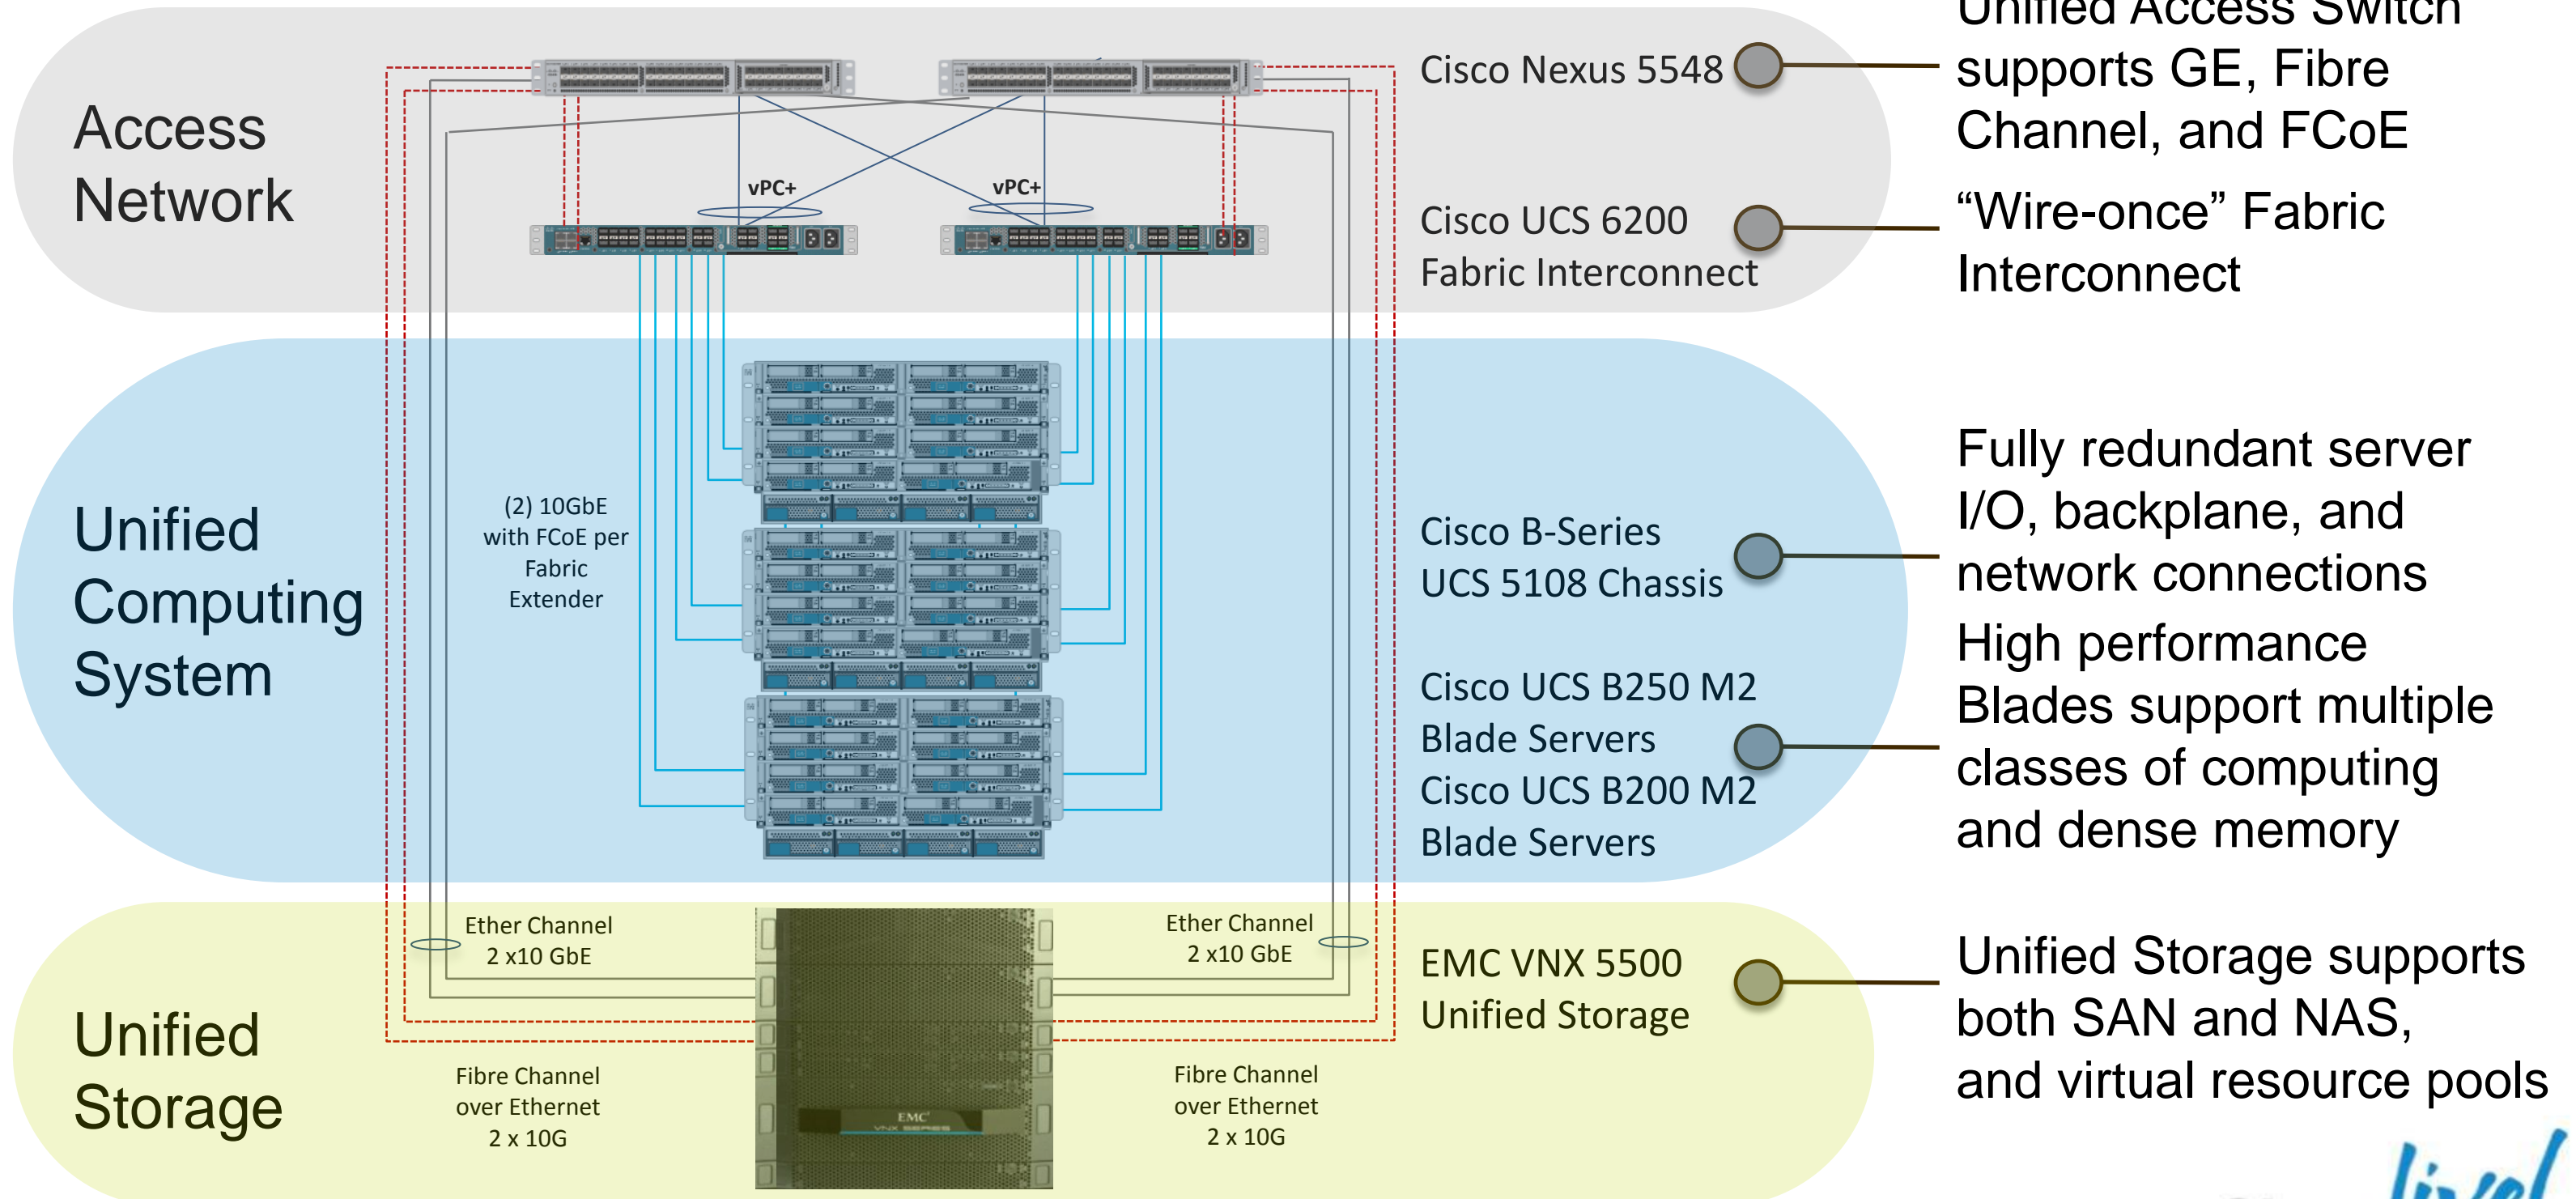 Unified Access Switch
supports GE, Fibre
Channel, and FCoE
Cisco Nexus 5548
Access
Network
vPC+
vPC+
Cisco UCS 6200
Fabric Interconnect
“Wire-once” Fabric
Interconnect
Unified
Computing
System
(2) 10GbE
with FCoE per
Fabric
Extender
Cisco B-Series
UCS 5108 Chassis
Fully redundant server
I/O, backplane, and
network connections
Cisco UCS B250 M2
Blade Servers
Cisco UCS B200 M2
Blade Servers
High performance
Blades support multiple
classes of computing
and dense memory
Unified
Storage
Ether Channel
2 x10 GbE
Ether Channel
2 x10 GbE
Fibre Channel
over Ethernet
2 x 10G
Fibre Channel
over Ethernet
2 x 10G
EMC²
VNX SERIES
EMC VNX 5500
Unified Storage
Unified Storage supports
both SAN and NAS,
and virtual resource pools
live!